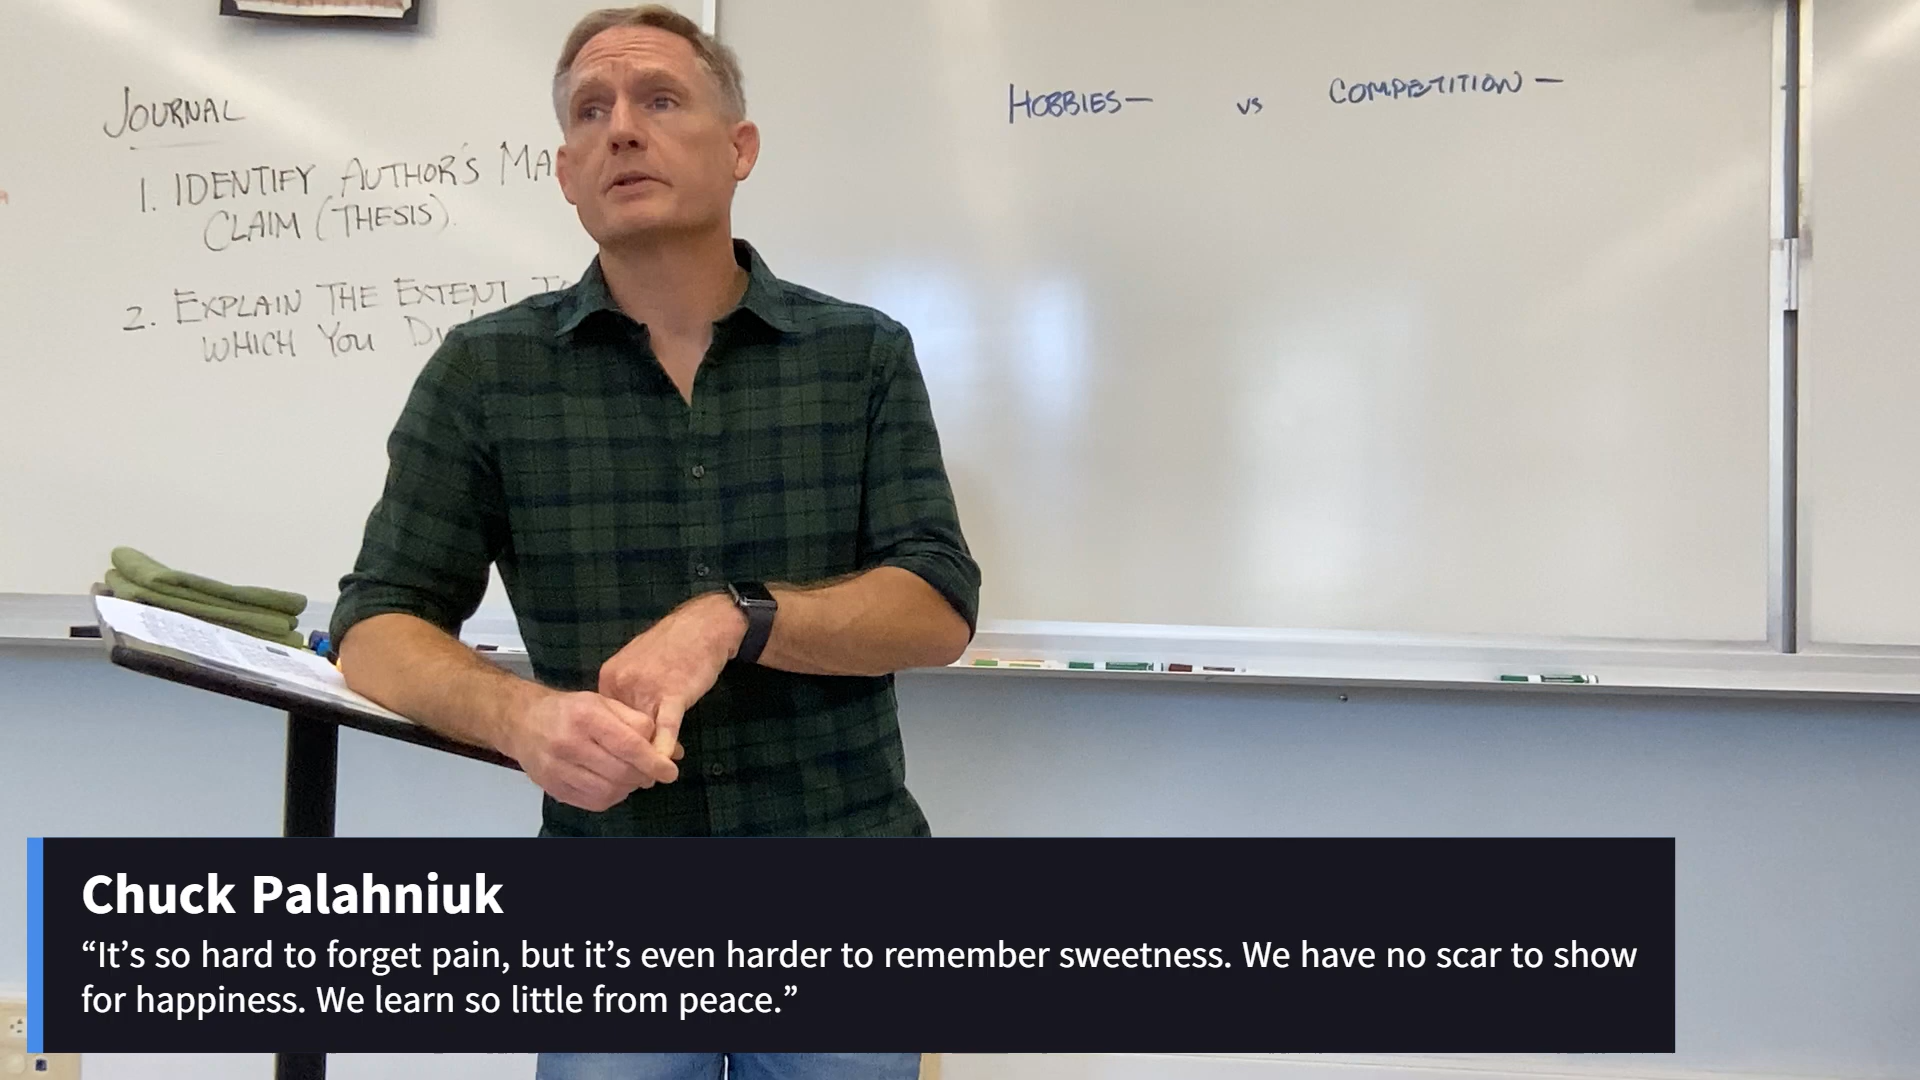 JOURNAL
1. IDENTIFY AUTHOR'S MA
CLAIM (THESIS).
2. EXPLAIN THE EXTENT
WHICH YOU
HOBBIES— vs COMPETITION—
Chuck Palahniuk
“It’s so hard to forget pain, but it’s even harder to remember sweetness. We have no scar to show
for happiness. We learn so little from peace.”